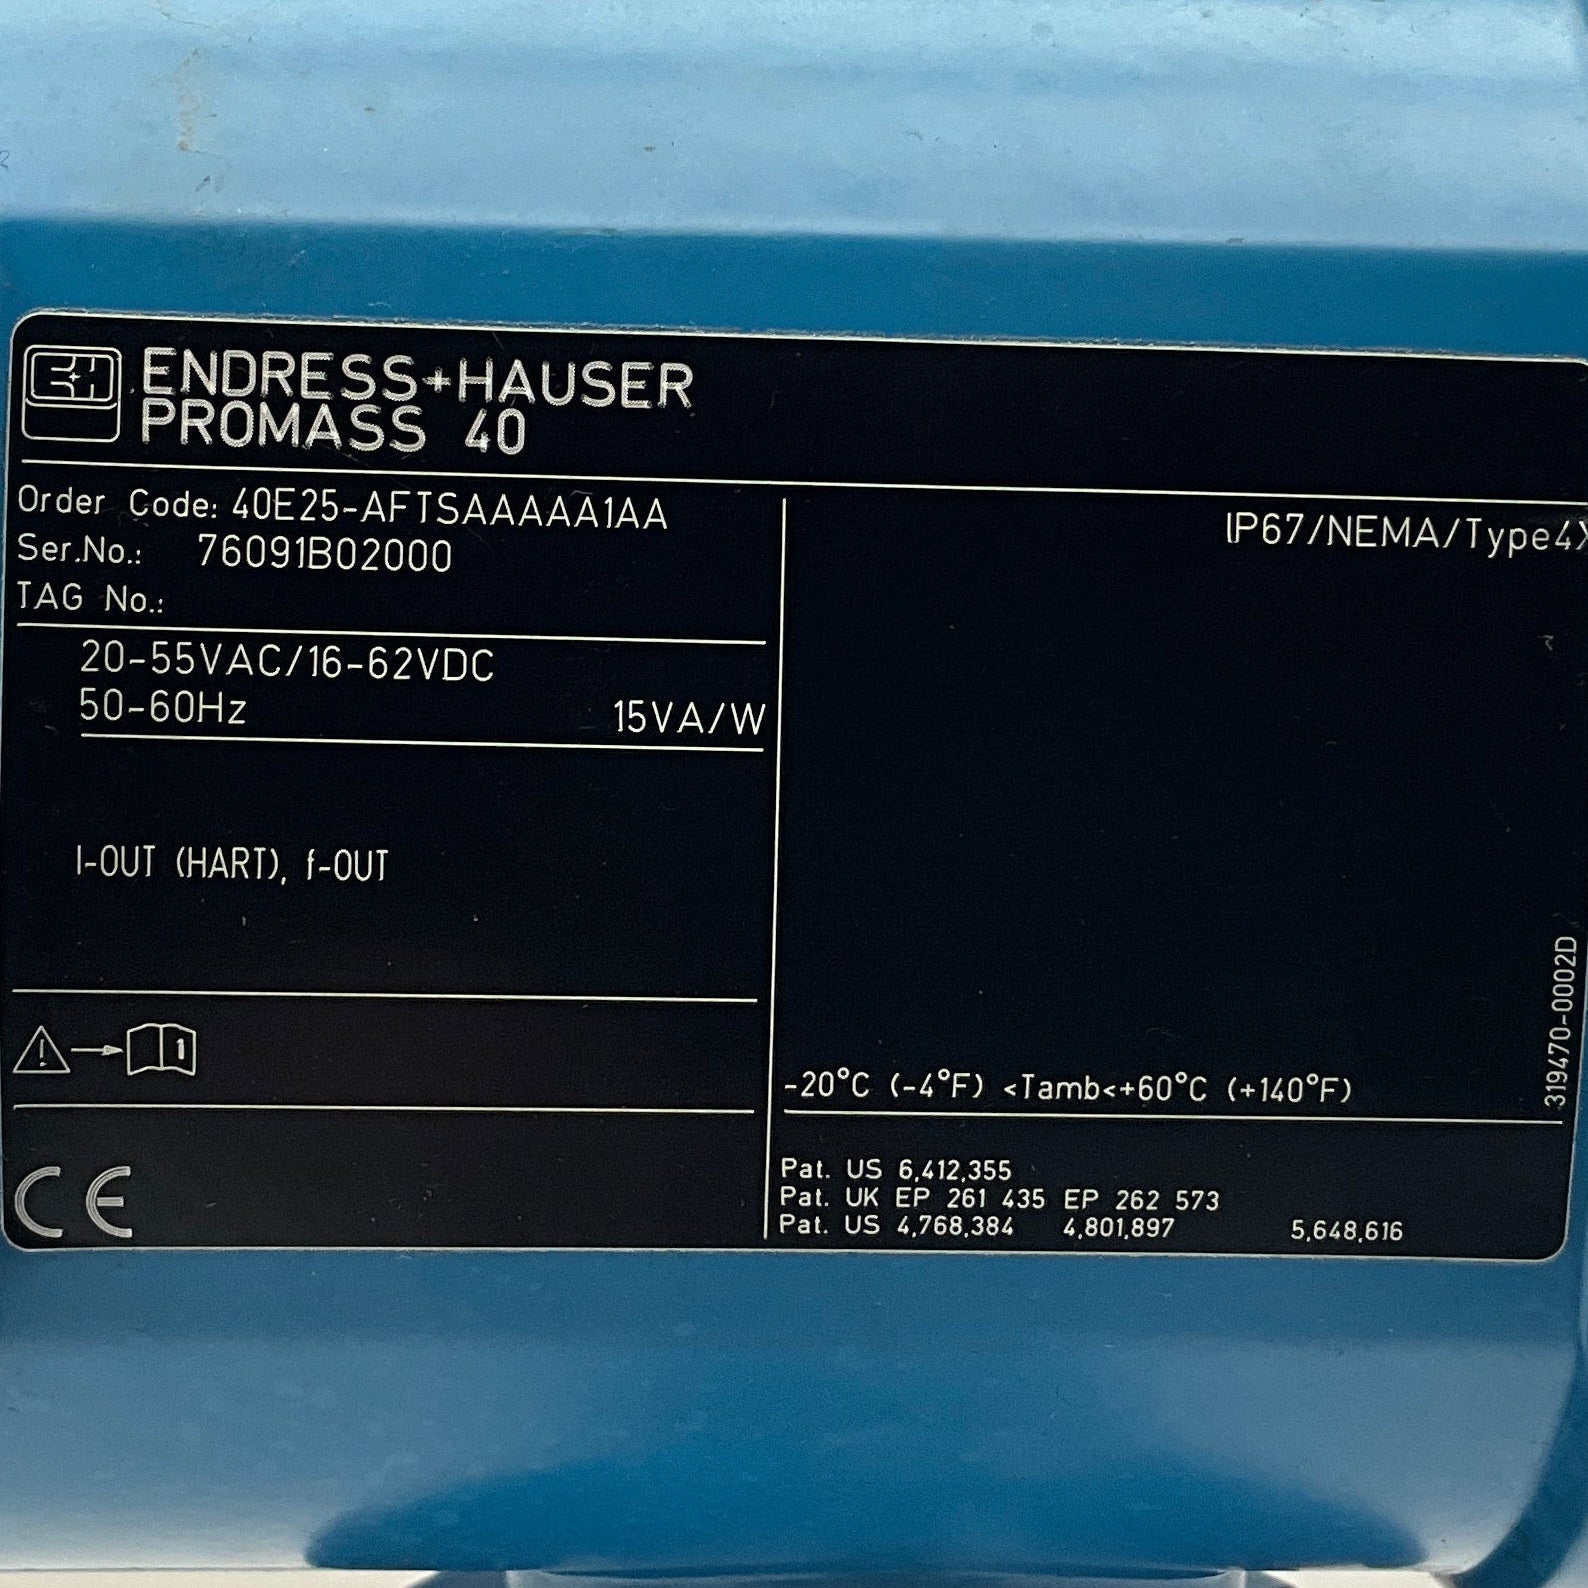 ENDRESS+HAUSER
PROMASS 40
Order Code: 40E25-AFTSAAAAAA1AA
Ser.No.: 76091B02000
TAG No.:
IP67/NEMA/Type4X
20-55VAC/16-62VDC
50-60Hz 15VA/W
I-OUT (HART), f-OUT
1
-20°C (-4°F) <Tamb<+60°C (+140°F)
319470-0002D
CE
Pat. US 6,412,355
Pat. UK EP 261 435 EP 262 573
Pat. US 4,768,384 4,801,897 5,648,616